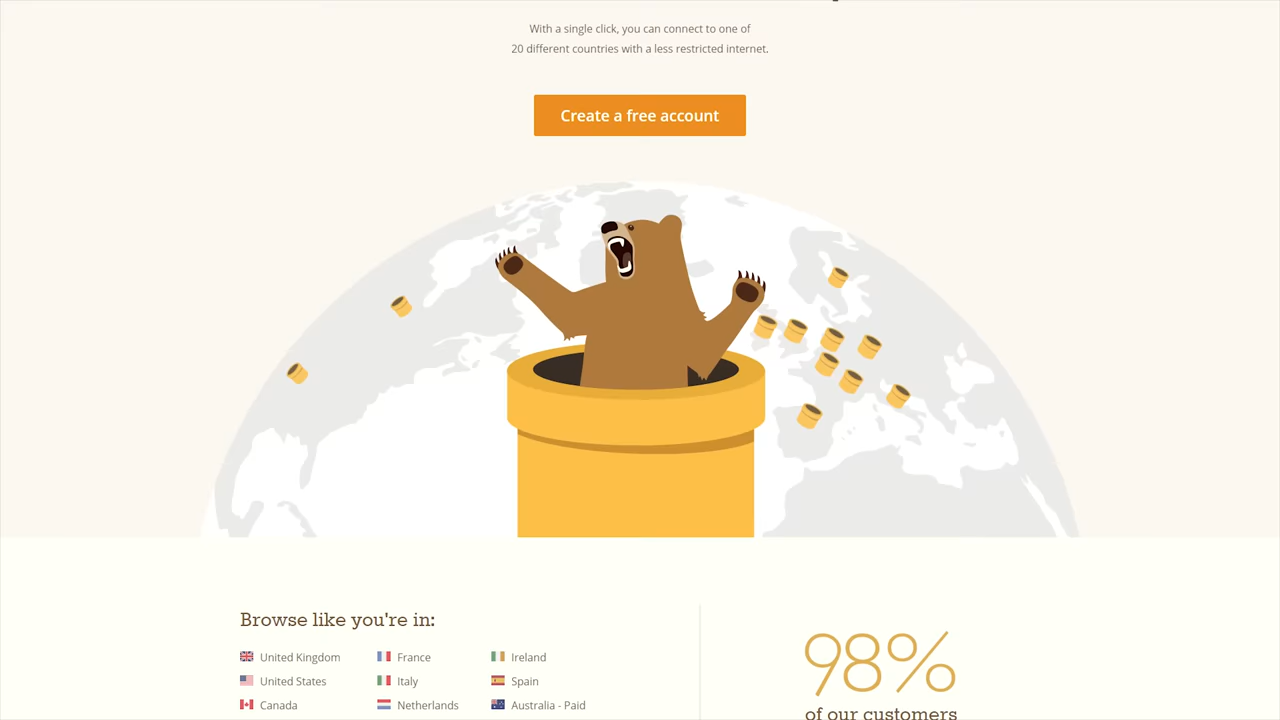 With a single click, you can connect to one of
20 different countries with a less restricted internet.
Create a free account
Browse like you're in:
United Kingdom
France
Ireland
United States
Italy
Spain
Canada
Netherlands
Australia - Paid
98%
of our customers